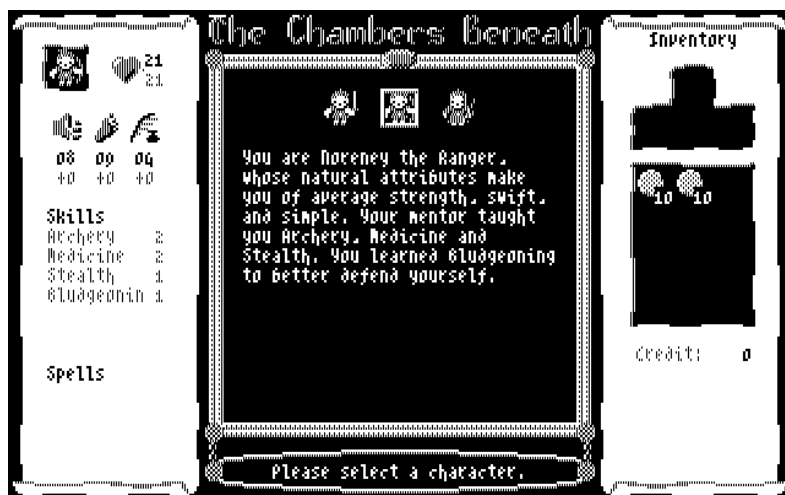 The Chambers Beneath
21
21
08 09 04
+0 +0 +0
Skills
Archery 2
Medicine 2
Stealth 1
Bludgeonin 1
Spells
You are Noreney the Ranger,
whose natural attributes make
you of average strength, swift,
and simple. Your mentor taught
you Archery, Medicine and
Stealth. You learned Bludgeoning
to better defend yourself.
Please select a character.
Inventory
10 10
Credit: 0